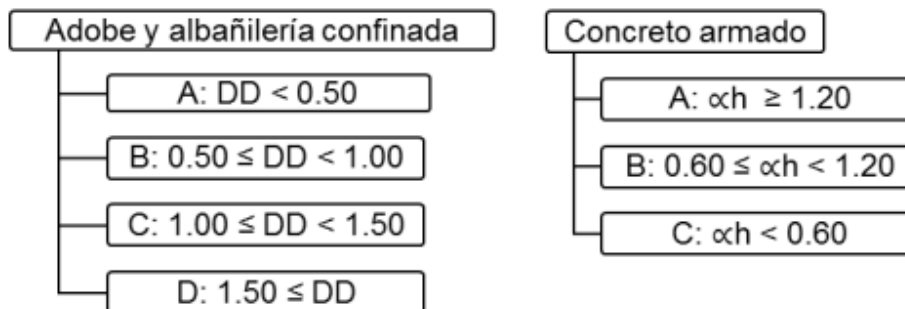 Adobe y albañilería confinada
A: DD < 0.50
B: 0.50 ≤ DD < 1.00
C: 1.00 ≤ DD < 1.50
D: 1.50 ≤ DD
Concreto armado
A: ∝h ≥ 1.20
B: 0.60 ≤ ∝h < 1.20
C: ∝h < 0.60